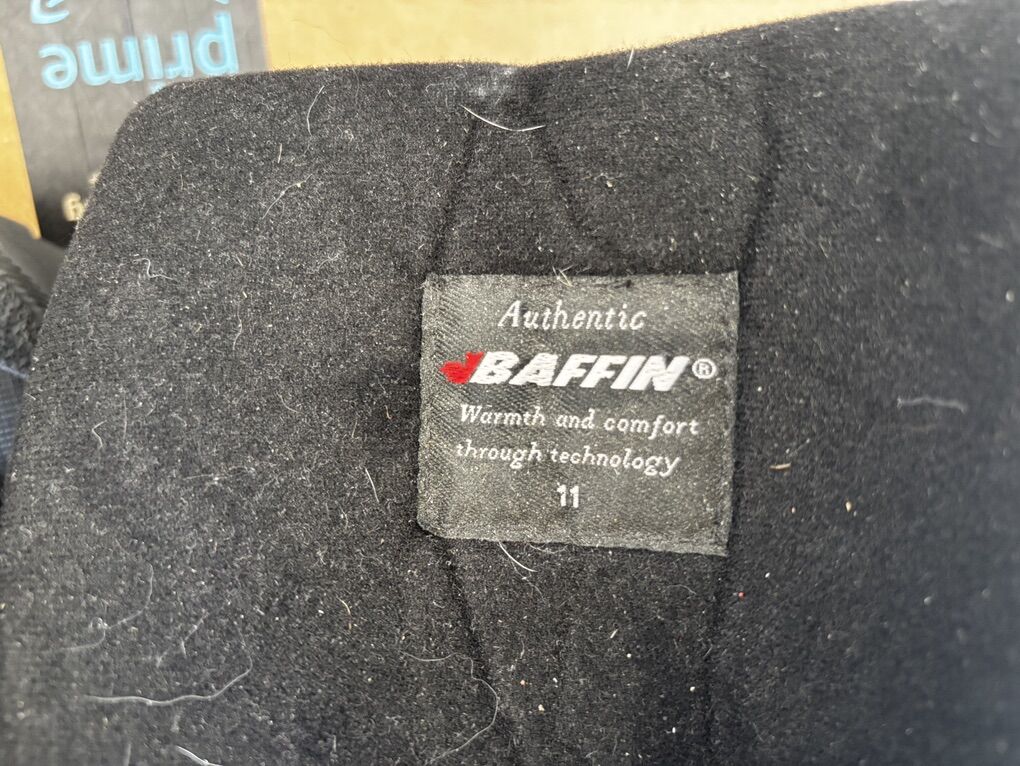 prime
Authentic
BAFFIN®
Warmth and comfort
through technology
11